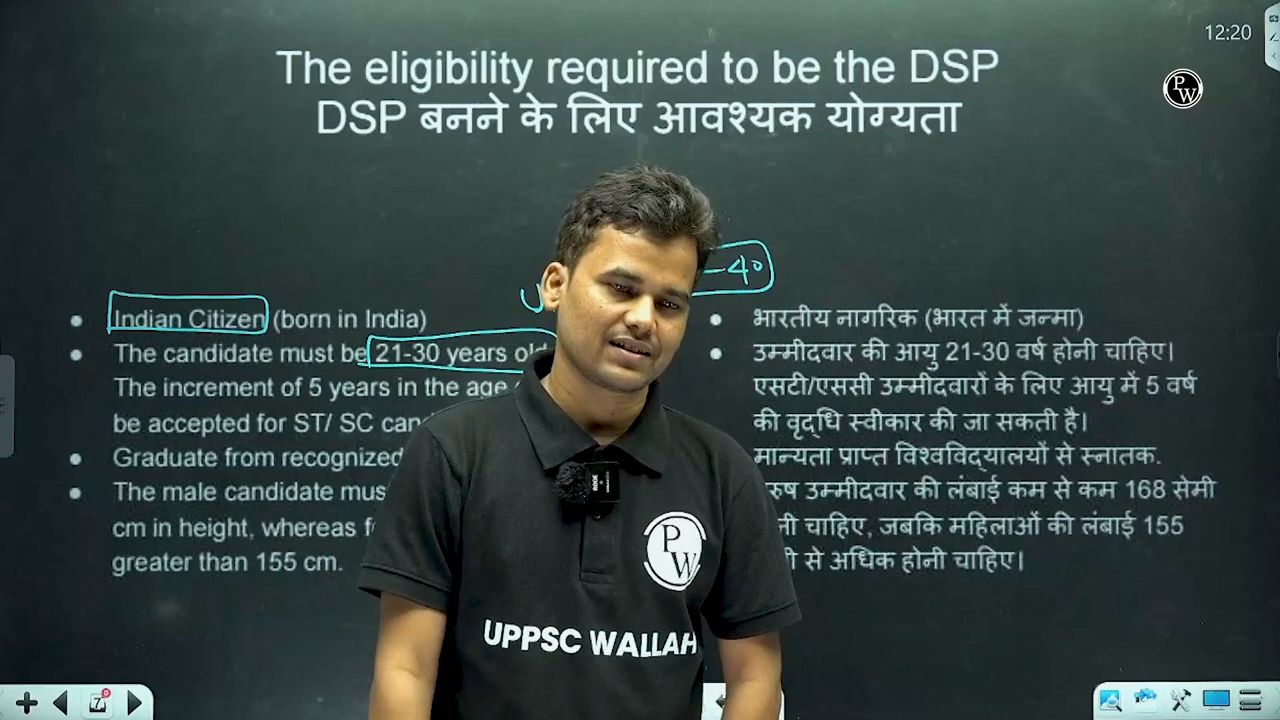 12:20
The eligibility required to be the DSP
DSP बनने के लिए आवश्यक योग्यता
PW
-40
Indian Citizen (born in India)
The candidate must be 21-30 years old
The increment of 5 years in the age
be accepted for ST/ SC
Graduate from recognized
The male candidate
cm in height, whereas
greater than 155 cm.
भारतीय नागरिक (भारत में जन्मा)
उम्मीदवार की आयु 21-30 वर्ष होनी चाहिए।
एसटी/एससी उम्मीदवारों के लिए आयु में 5 वर्ष
की वृद्धि स्वीकार की जा सकती है।
मान्यता प्राप्त विश्वविद्यालयों से स्नातक.
उम्मीदवार की लंबाई कम से कम 168 सेमी
चाहिए, जबकि महिलाओं की लंबाई 155
से अधिक होनी चाहिए।
PW
UPPSC WALLAH